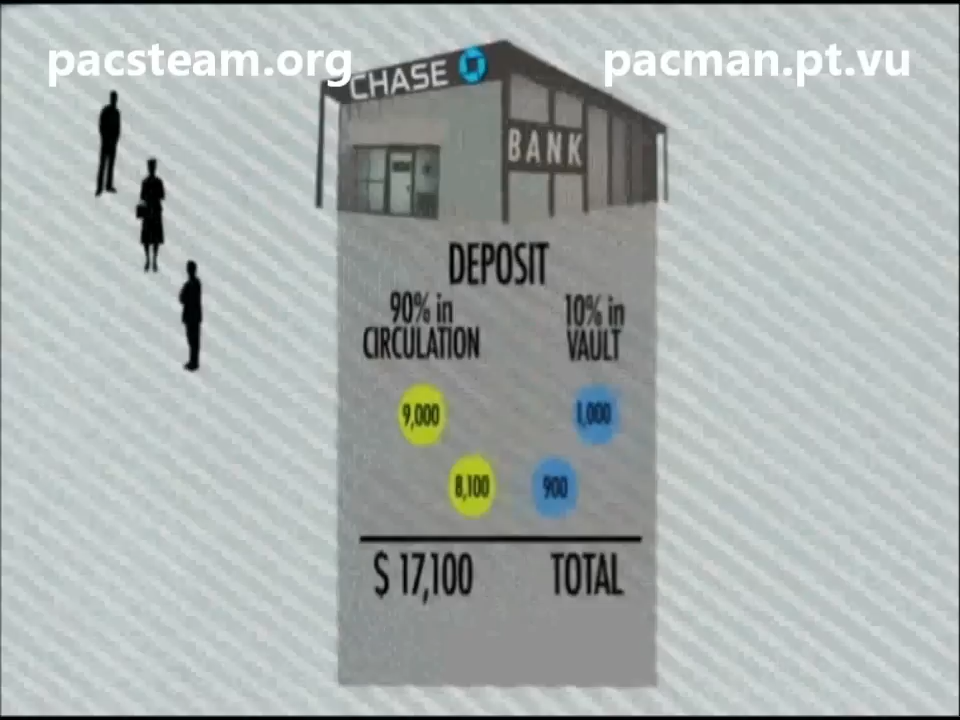 pacsteam.org
pacman.pt.vu
CHASE
BANK
DEPOSIT
90% in
CIRCULATION
10% in
VAULT
9,000
1,000
8,100
900
$ 17,100
TOTAL